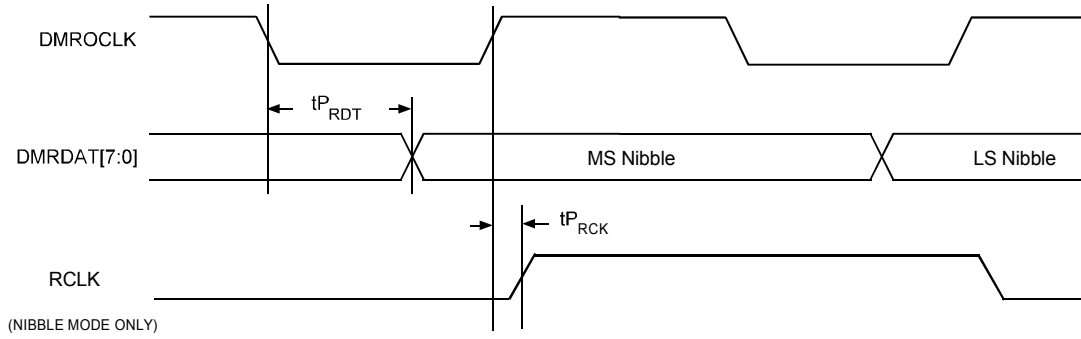 DMROCLK
tP RDT
DMRDAT[7:0]
MS Nibble
LS Nibble
tP RCK
RCLK
(NIBBLE MODE ONLY)